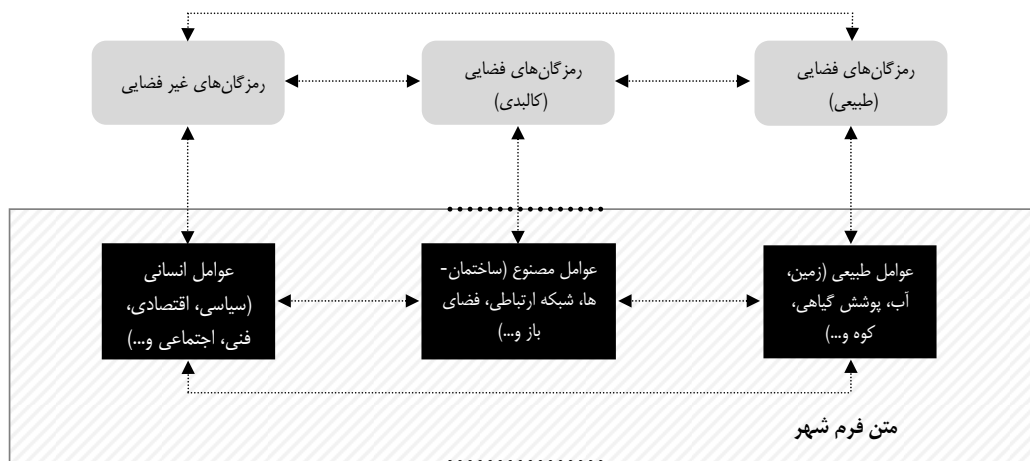 رمزگان‌های فضایی
(طبیعی)
رمزگان‌های فضایی
(کالبدی)
رمزگان‌های غیر فضایی
عوامل طبیعی (زمین،
آب، پوشش گیاهی،
کوه و...)
عوامل مصنوع (ساختمان-
ها، شبکه ارتباطی، فضای
باز و...)
عوامل انسانی
(سیاسی، اقتصادی،
فنی، اجتماعی و...)
متن فرم شهر